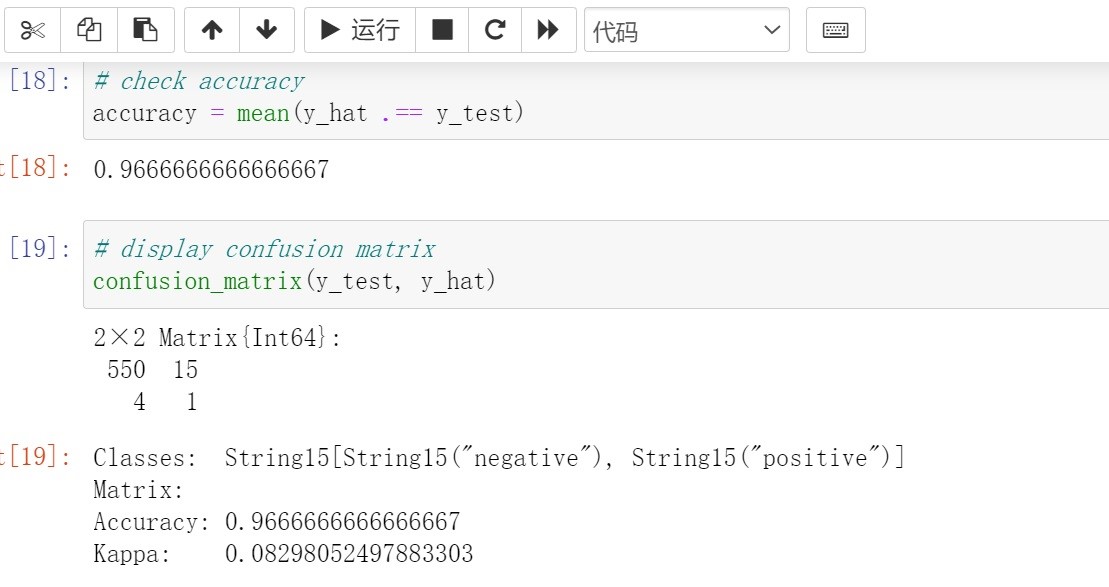 运行
代码
[18]:
# check accuracy
accuracy = mean(y_hat .== y_test)
t[18]:
0.9666666666666667
[19]:
# display confusion matrix
confusion_matrix(y_test, y_hat)
2×2 Matrix{Int64}:
550 15
4 1
t[19]:
Classes: String15[String15("negative"), String15("positive")]
Matrix:
Accuracy: 0.9666666666666667
Kappa: 0.08298052497883303